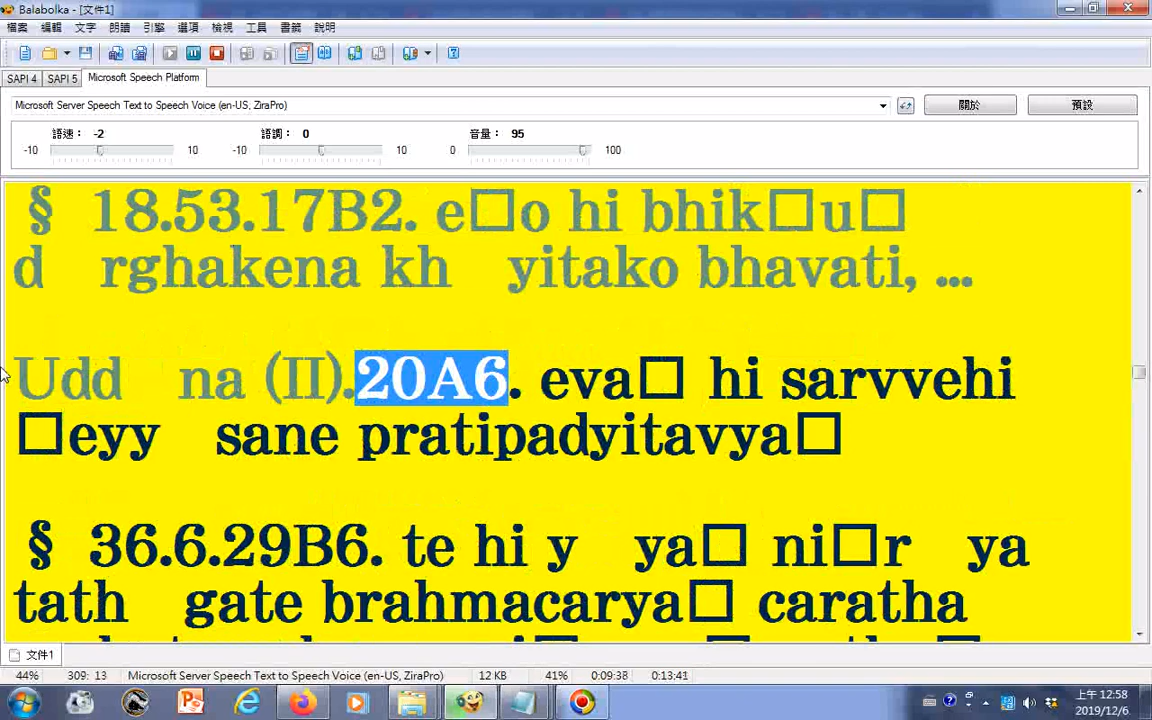 Balabolka - [文件1]
檔案 編輯 文字 朗讀 引擎 選項 檢視 工具 書籤 說明
SAPI 4 SAPI 5 Microsoft Speech Platform
Microsoft Server Speech Text to Speech Voice (en-US, ZiraPro) 關於 預設
語速： -2 語調： 0 音量： 95
-10 10 -10 10 0 100
§ 18.53.17B2. e□o hi bhik□u□
d rghakena kh yitako bhavati, ...
Udd na (II).20A6. eva□ hi sarvvehi
□eyy sane pratipadyitavya□
§ 36.6.29B6. te hi y ya□ ni□r ya
tath gate brahmacarya□ caratha
文件1
44% 309: 13 Microsoft Server Speech Text to Speech Voice (en-US, ZiraPro) 12 KB 41% 0:09:38 0:13:41
上午 12:58
2019/12/6